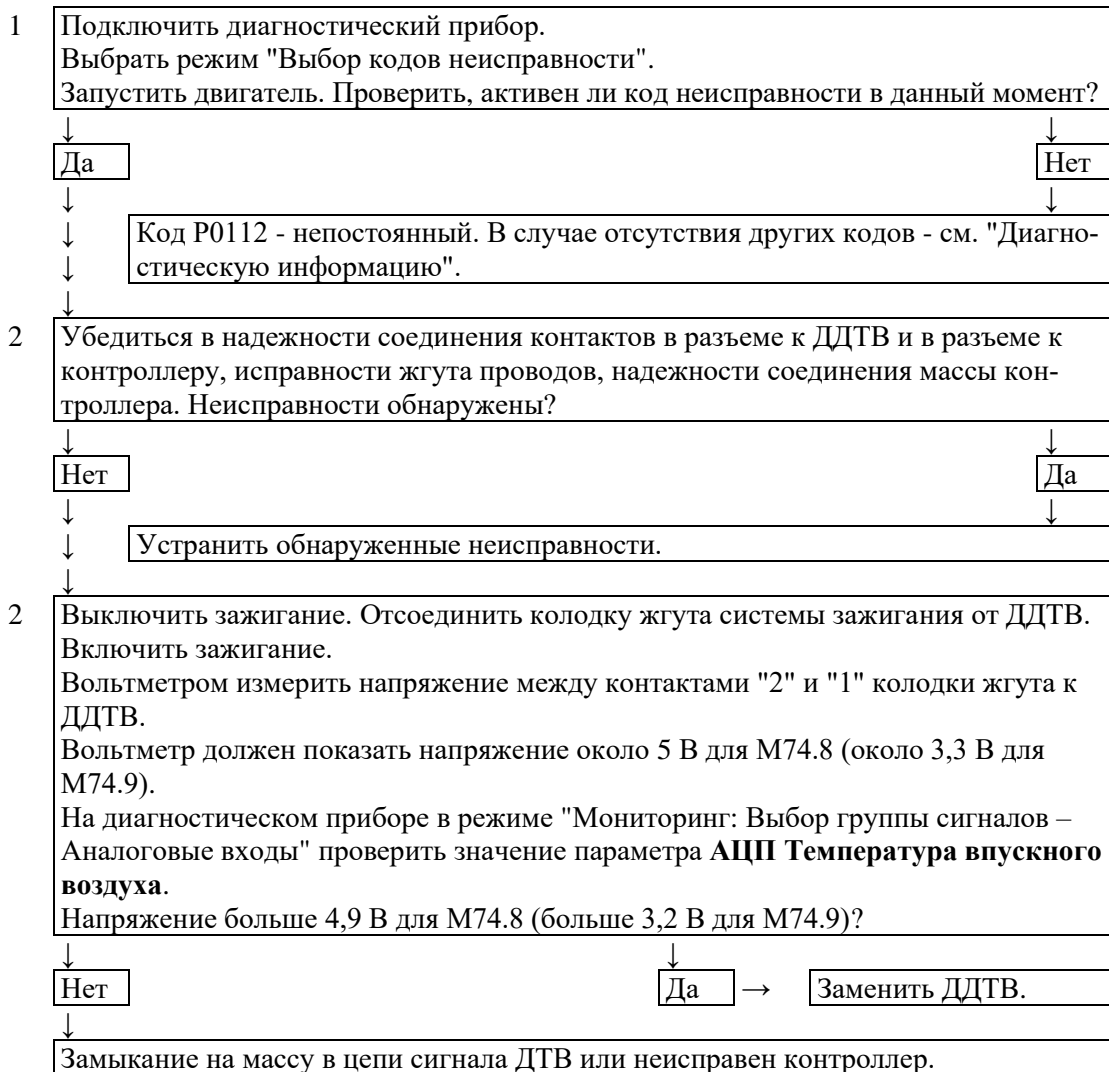 1 Подключить диагностический прибор.
Выбрать режим "Выбор кодов неисправности".
Запустить двигатель. Проверить, активен ли код неисправности в данный момент?
↓ ↓
Да Нет
↓ ↓
↓ Код P0112 - непостоянный. В случае отсутствия других кодов - см. "Диагно-
↓ стическую информацию".
↓
2 Убедиться в надежности соединения контактов в разъеме к ДДТВ и в разъеме к
контроллеру, исправности жгута проводов, надежности соединения массы кон-
троллера. Неисправности обнаружены?
↓ ↓
Нет Да
↓ ↓
↓ Устранить обнаруженные неисправности.
↓
2 Выключить зажигание. Отсоединить колодку жгута системы зажигания от ДДТВ.
Включить зажигание.
Вольтметром измерить напряжение между контактами "2" и "1" колодки жгута к
ДДТВ.
Вольтметр должен показать напряжение около 5 В для М74.8 (около 3,3 В для
М74.9).
На диагностическом приборе в режиме "Мониторинг: Выбор группы сигналов –
Аналоговые входы" проверить значение параметра АЦП Температура впускного
воздуха.
Напряжение больше 4,9 В для М74.8 (больше 3,2 В для М74.9)?
↓ ↓
Нет Да → Заменить ДДТВ.
↓
Замыкание на массу в цепи сигнала ДТВ или неисправен контроллер.